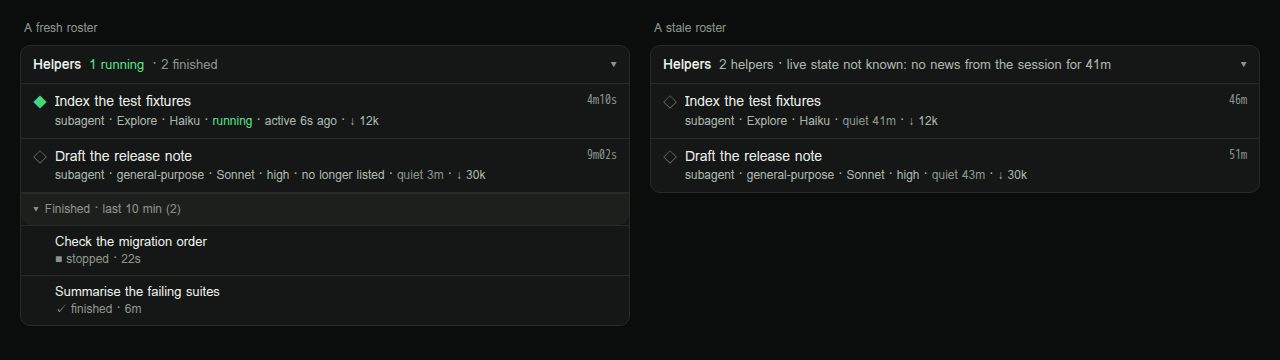 A fresh roster
Helpers 1 running · 2 finished ▾
Index the test fixtures 4m10s
subagent · Explore · Haiku · running · active 6s ago · ↓ 12k
Draft the release note 9m02s
subagent · general-purpose · Sonnet · high · no longer listed · quiet 3m · ↓ 30k
▾ Finished · last 10 min (2)
Check the migration order
■ stopped · 22s
Summarise the failing suites
✓ finished · 6m
A stale roster
Helpers 2 helpers · live state not known: no news from the session for 41m ▾
Index the test fixtures 46m
subagent · Explore · Haiku · quiet 41m · ↓ 12k
Draft the release note 51m
subagent · general-purpose · Sonnet · high · quiet 43m · ↓ 30k